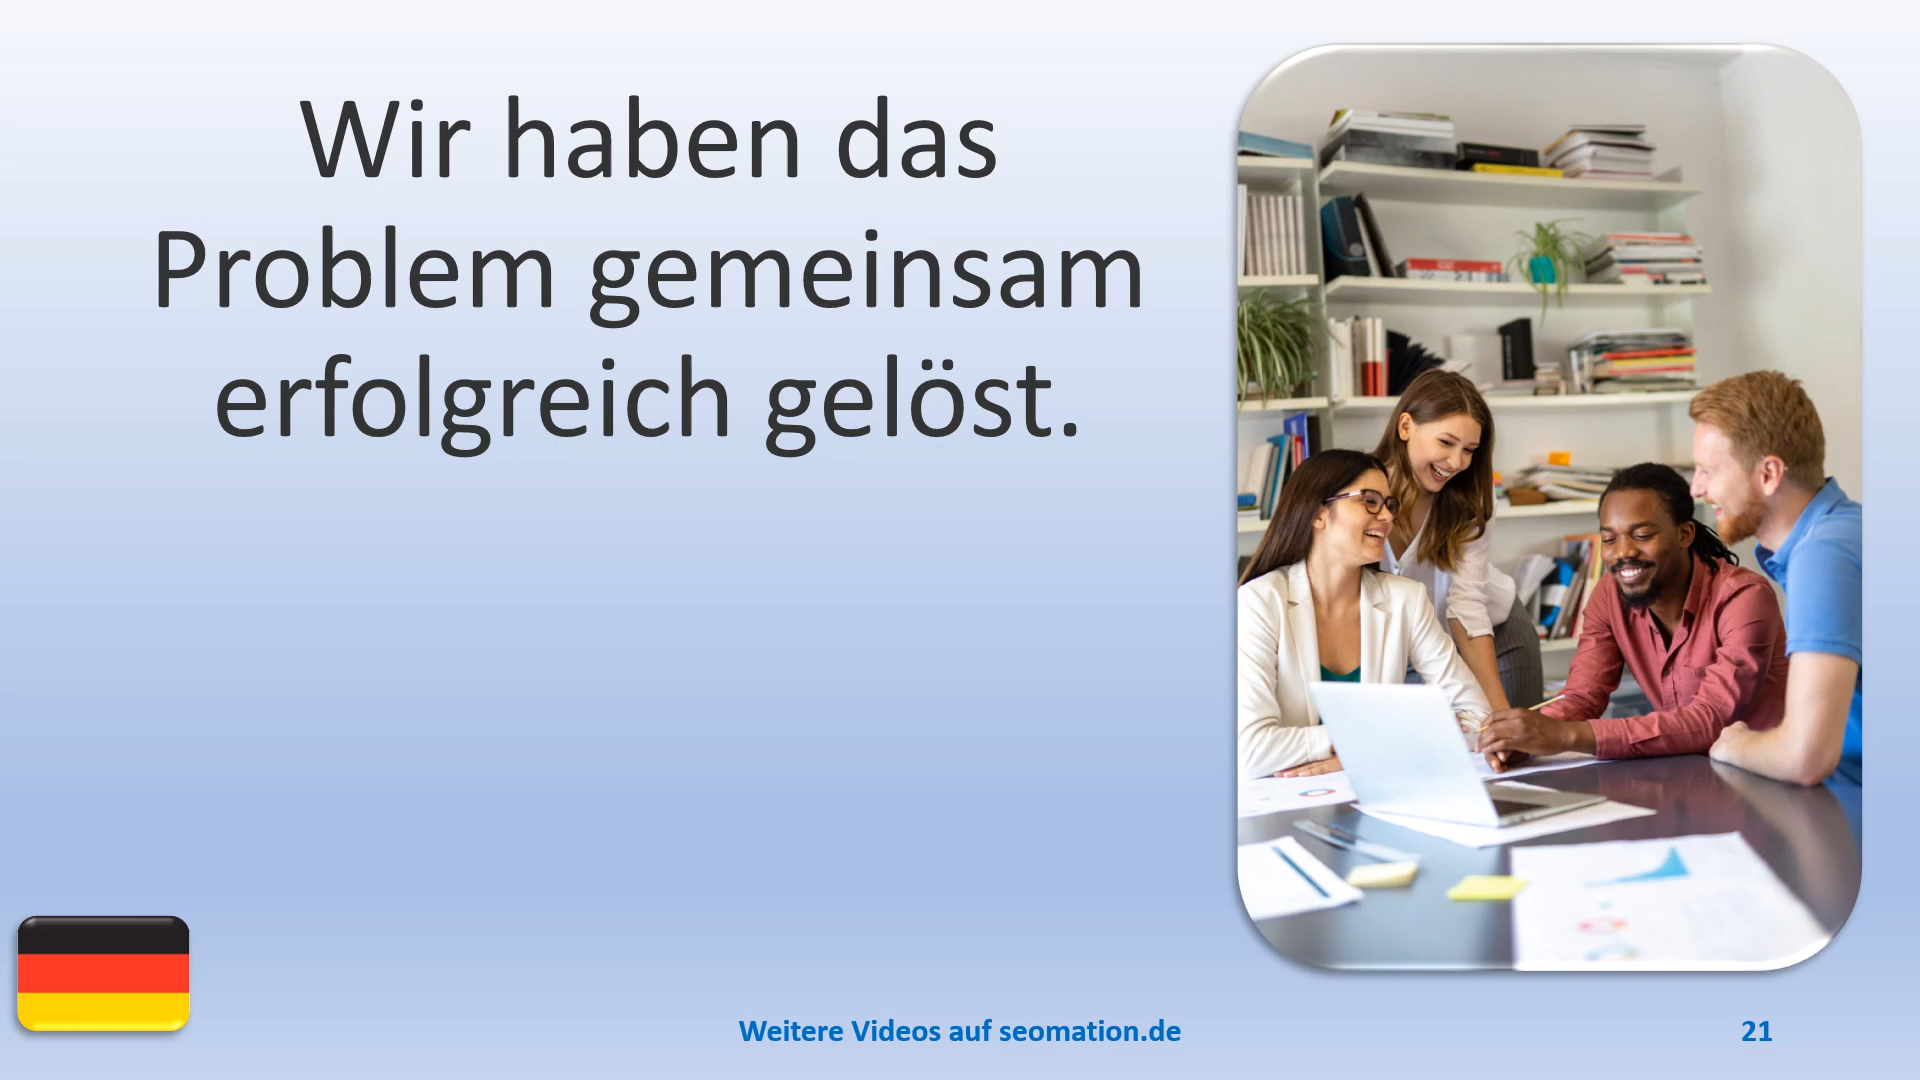 Wir haben das
Problem gemeinsam
erfolgreich gelöst.
Weitere Videos auf seomation.de
21